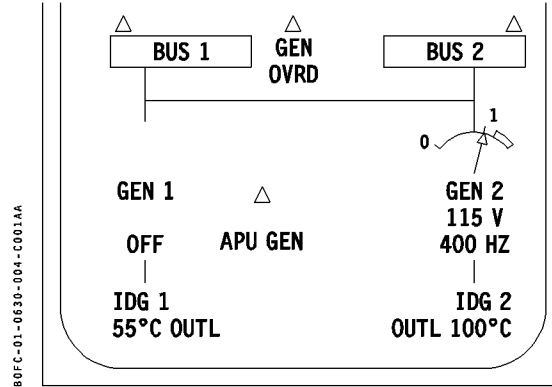 BUS 1
GEN
OVRD
BUS 2
0
1
GEN 1
OFF
APU GEN
GEN 2
115 V
400 HZ
IDG 1
55°C OUTL
IDG 2
OUTL 100°C
B0FC-01-0630-004-C001AA